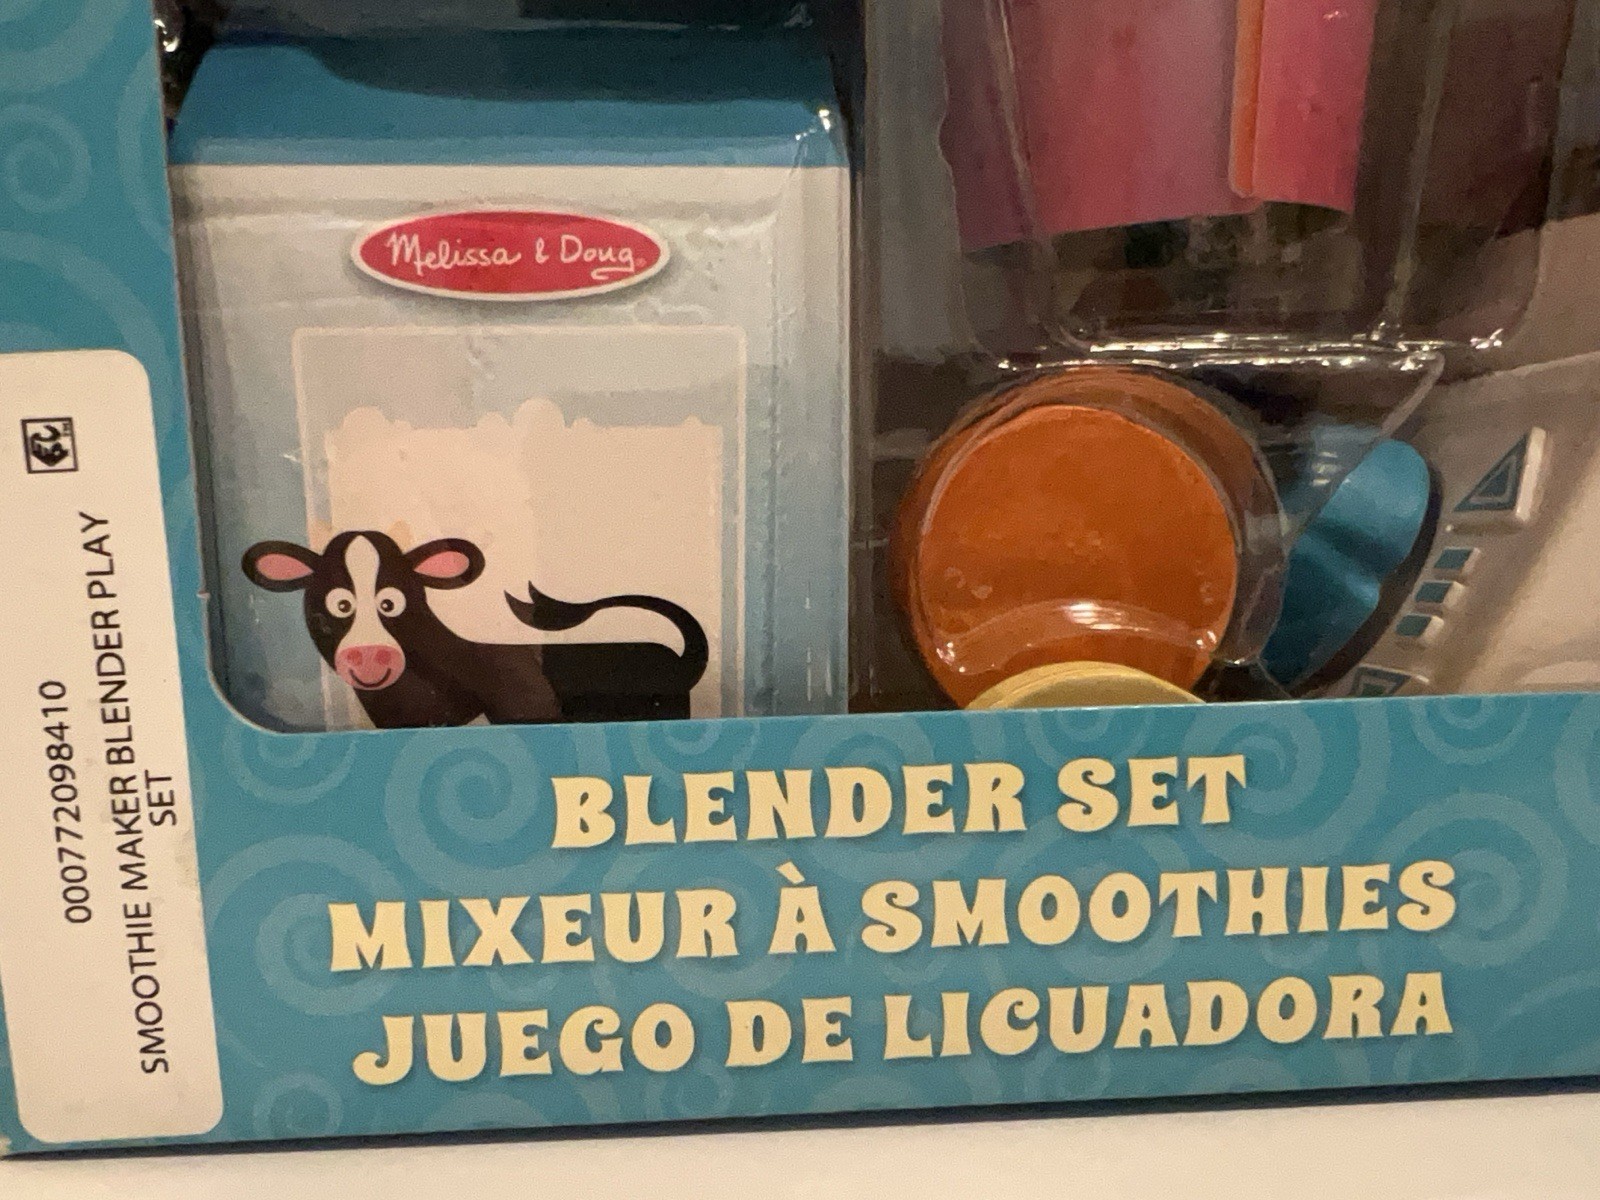 Melissa & Doug
000772098410
SMOOTHIE MAKER BLENDER PLAY
SET
BLENDER SET
MIXEUR À SMOOTHIES
JUEGO DE LICUADORA